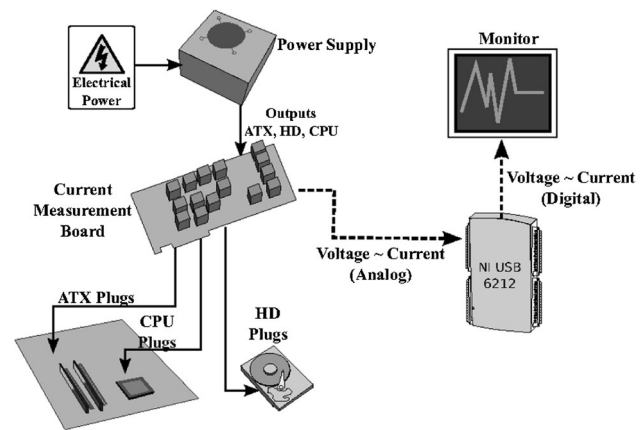 Electrical
Power
Power Supply
Monitor
Outputs
ATX, HD, CPU
Current
Measurement
Board
Voltage ~ Current
(Analog)
Voltage ~ Current
(Digital)
NI USB
6212
ATX Plugs
CPU
Plugs
HD
Plugs